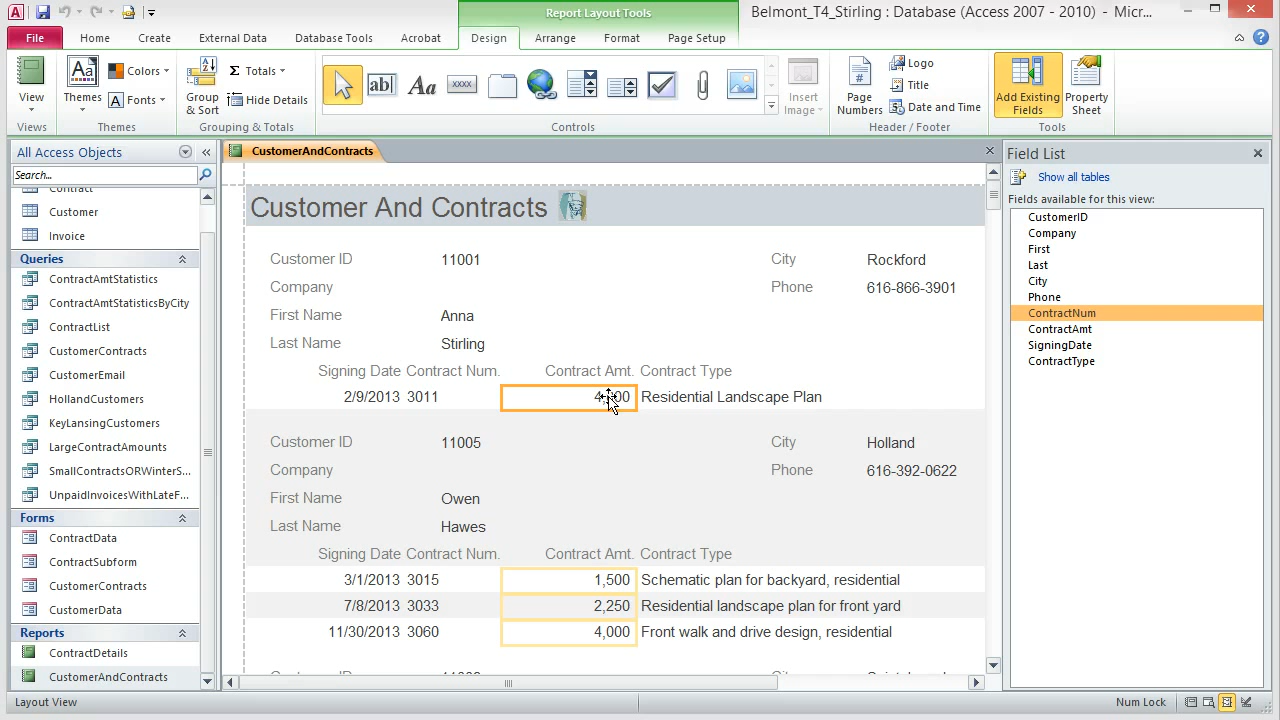 Report Layout Tools
Belmont_T4_Stirling : Database (Access 2007 - 2010) - Micr...
File Home Create External Data Database Tools Acrobat Design Arrange Format Page Setup
View
Views
Themes
Colors
Fonts
Themes
Group & Sort
Totals
Hide Details
Grouping & Totals
ab|
Aa
XXXX
Controls
Insert Image
Page Numbers
Logo
Title
Date and Time
Header / Footer
Add Existing Fields
Property Sheet
Tools
All Access Objects
Search...
Contract
Customer
Invoice
Queries
ContractAmtStatistics
ContractAmtStatisticsByCity
ContractList
CustomerContracts
CustomerEmail
HollandCustomers
KeyLansingCustomers
LargeContractAmounts
SmallContractsORWinterS...
UnpaidInvoicesWithLateF...
Forms
ContractData
ContractSubform
CustomerContracts
CustomerData
Reports
ContractDetails
CustomerAndContracts
CustomerAndContracts
Customer And Contracts
Customer ID 11001 City Rockford
Company Phone 616-866-3901
First Name Anna
Last Name Stirling
Signing Date Contract Num. Contract Amt. Contract Type
2/9/2013 3011 Residential Landscape Plan
Customer ID 11005 City Holland
Company Phone 616-392-0622
First Name Owen
Last Name Hawes
Signing Date Contract Num. Contract Amt. Contract Type
3/1/2013 3015 1,500 Schematic plan for backyard, residential
7/8/2013 3033 2,250 Residential landscape plan for front yard
11/30/2013 3060 4,000 Front walk and drive design, residential
Field List
Show all tables
Fields available for this view:
CustomerID
Company
First
Last
City
Phone
ContractNum
ContractAmt
SigningDate
ContractType
Layout View
Num Lock